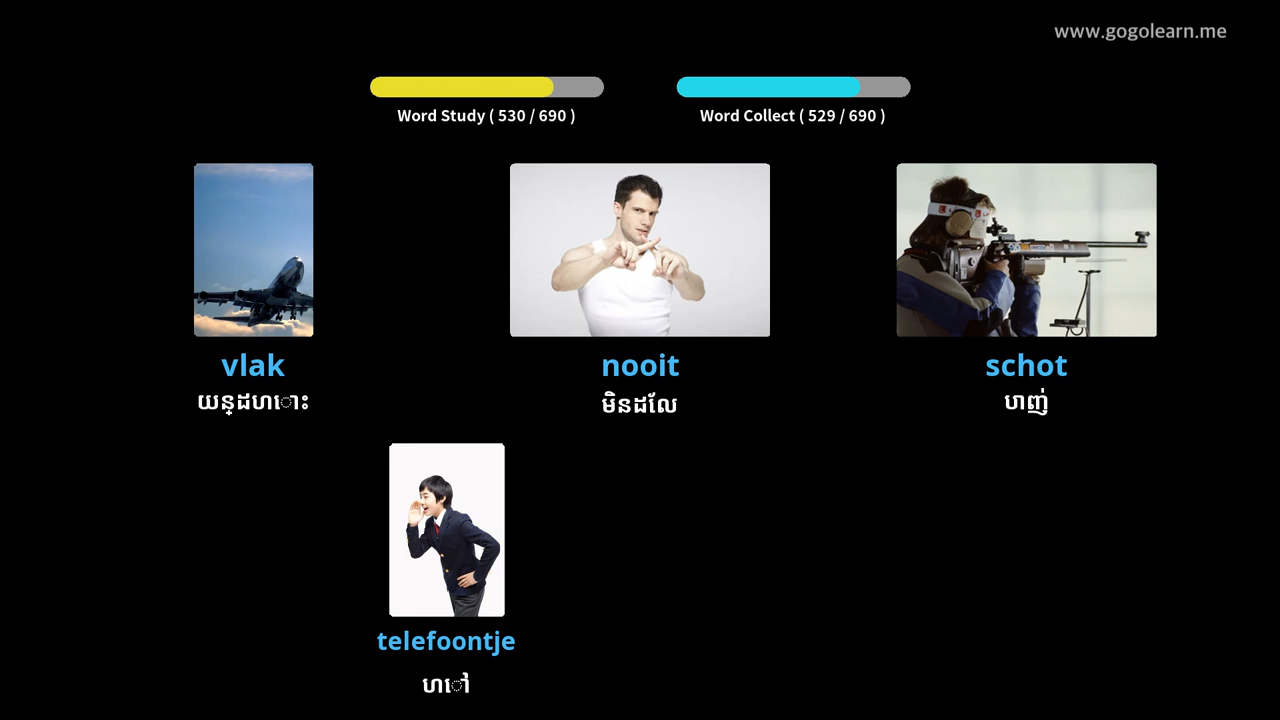 www.gogolearn.me
Word Study ( 530 / 690 )
Word Collect ( 529 / 690 )
vlak
nooit
schot
យន្ដហោះ
មិនដែល
បាញ់
telefoontje
ហៅ